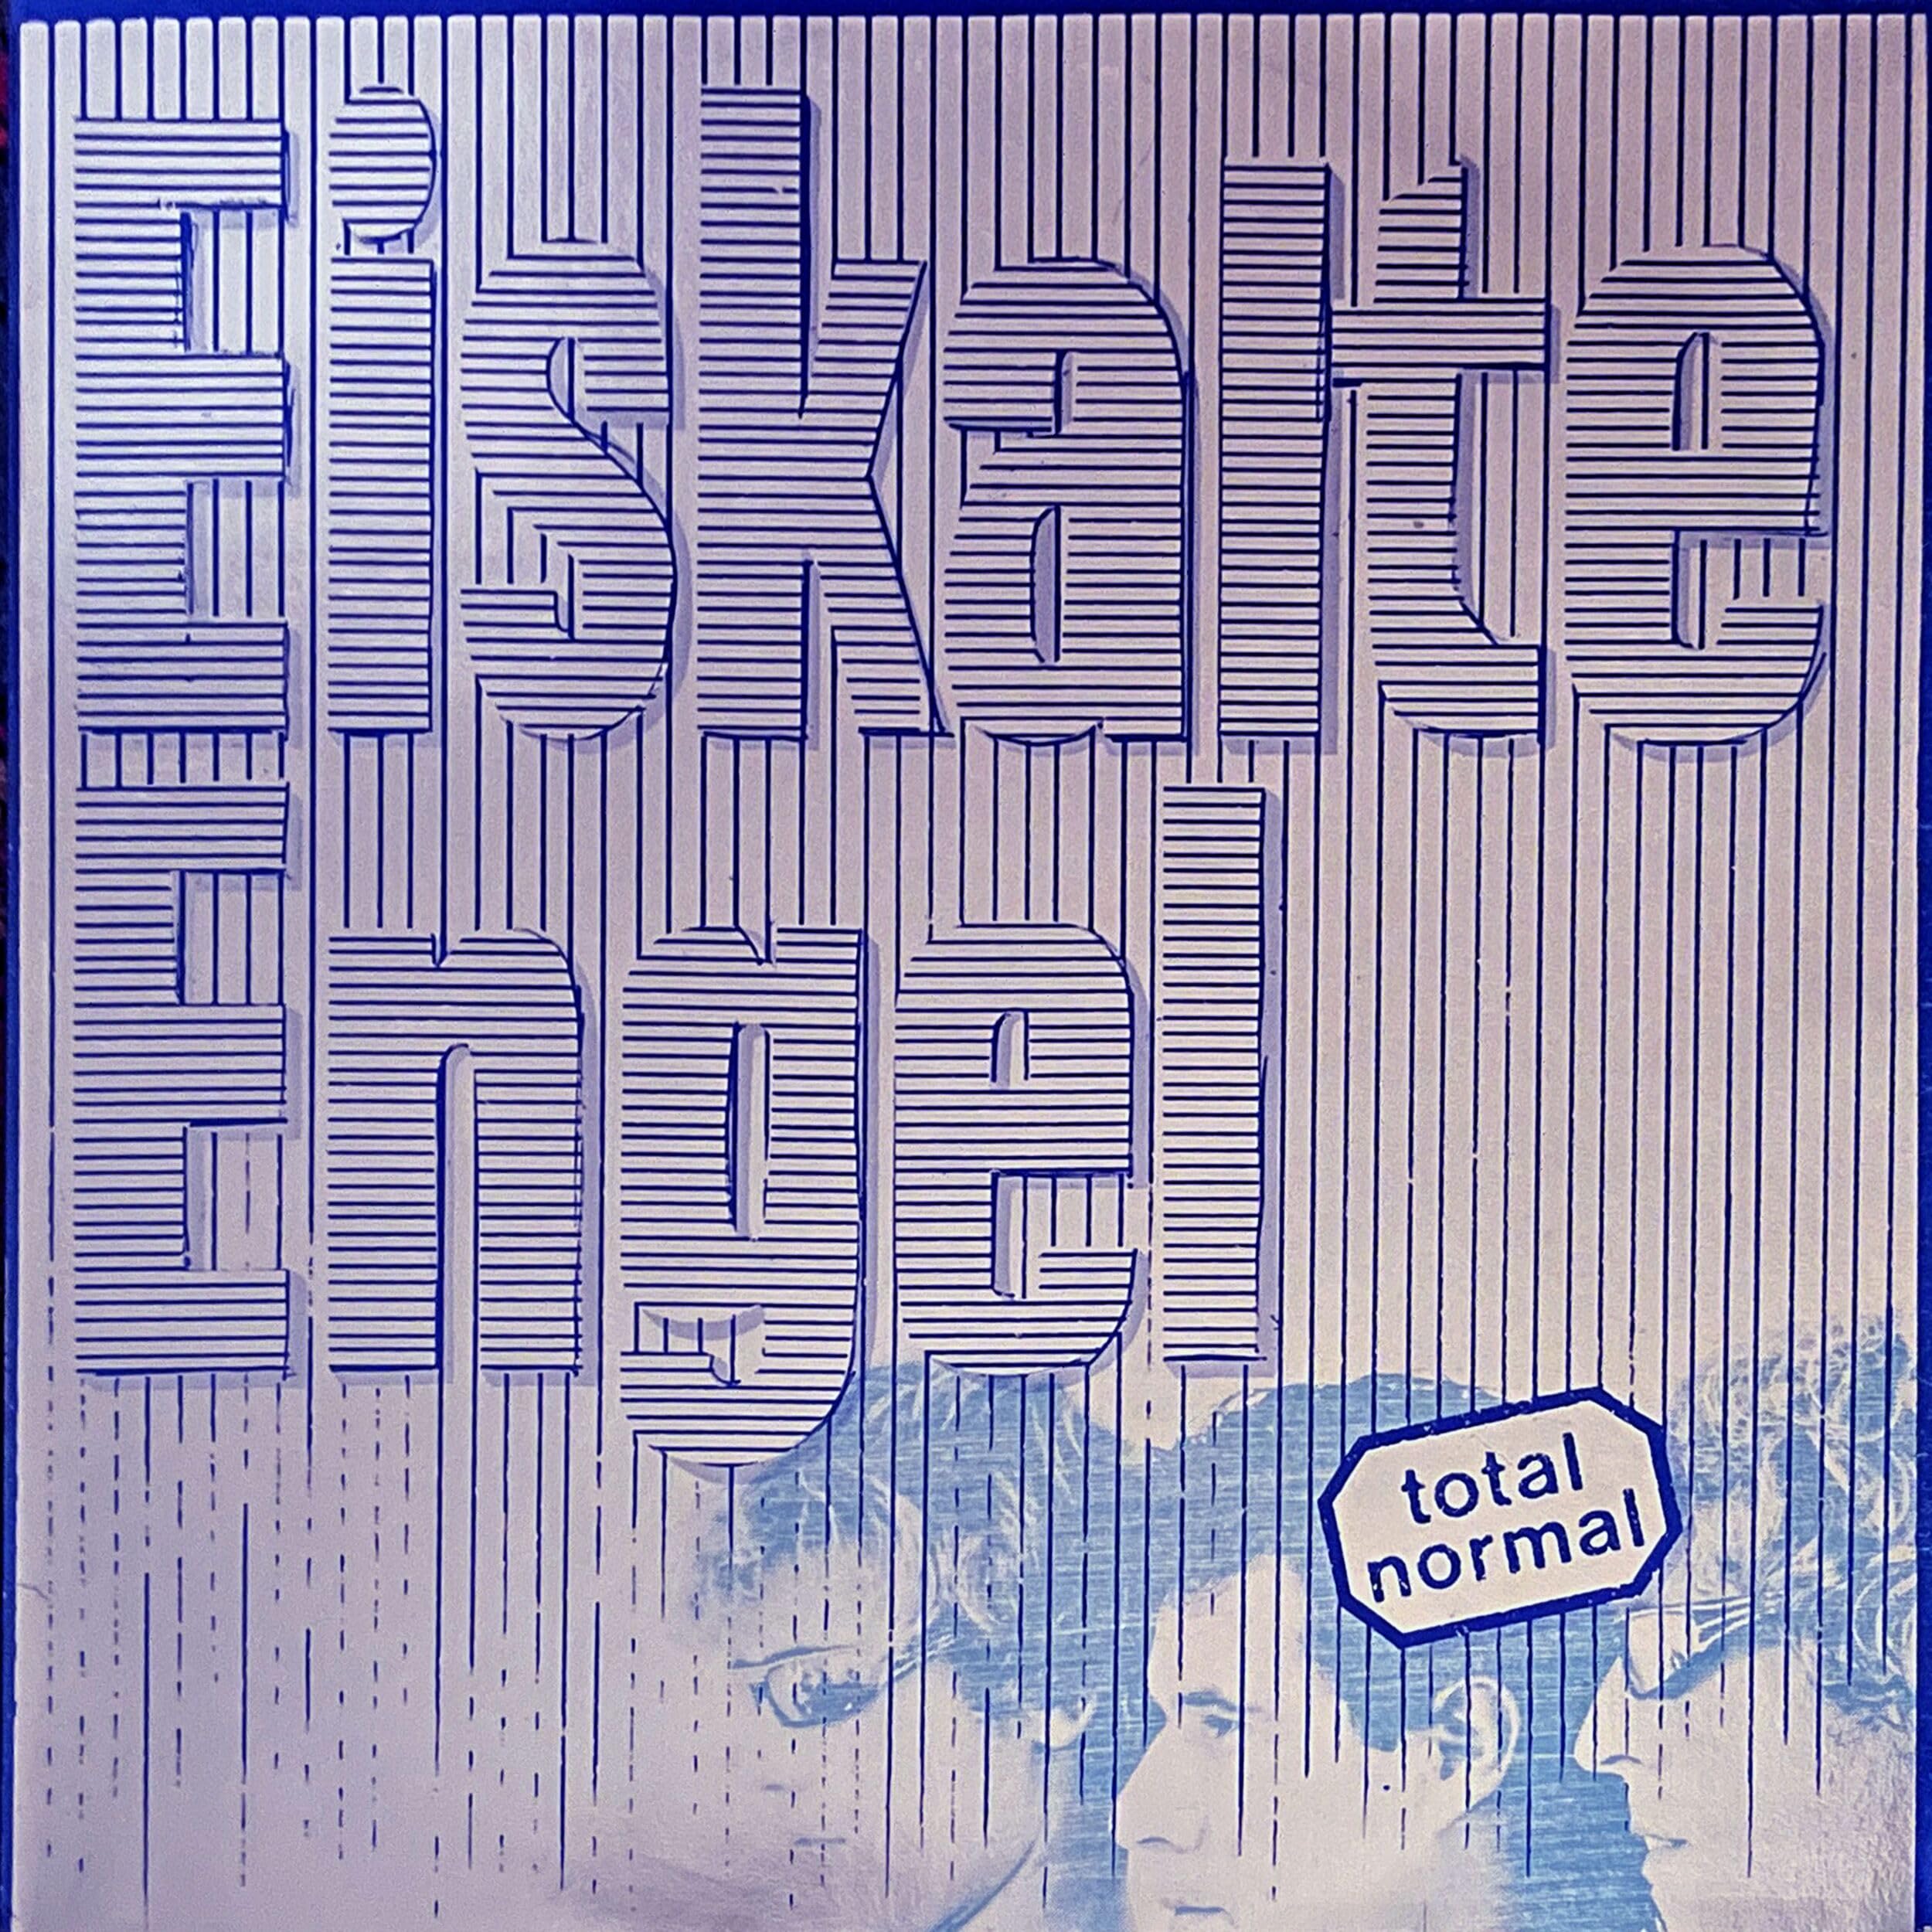 Eiskalte
Engel
total
normal